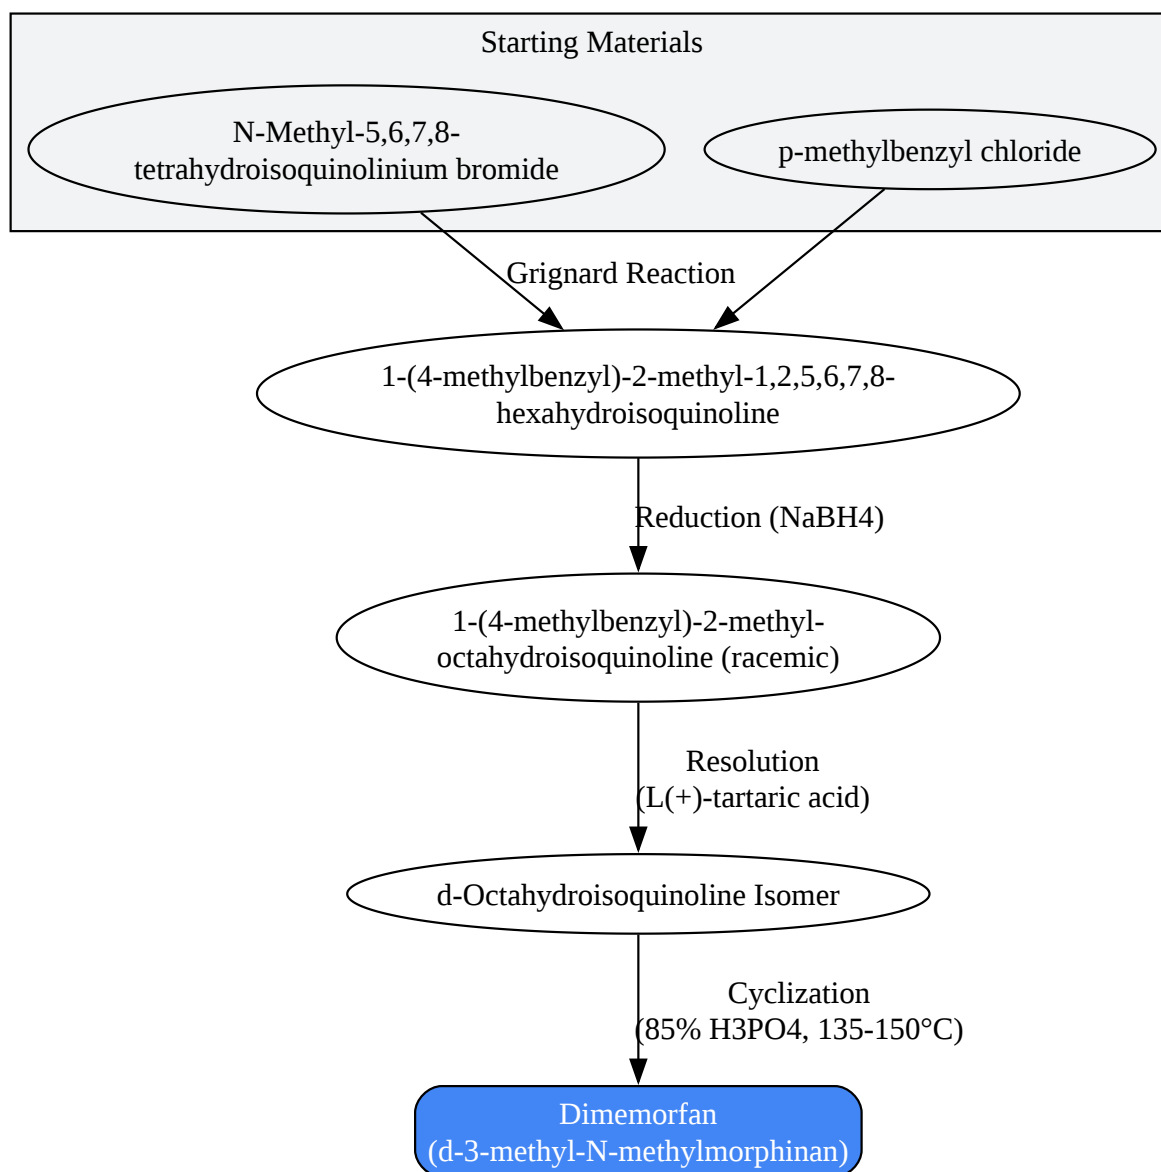 Starting Materials
N-Methyl-5,6,7,8-
tetrahydroisoquinolinium bromide
p-methylbenzyl chloride
Grignard Reaction
1-(4-methylbenzyl)-2-methyl-1,2,5,6,7,8-
hexahydroisoquinoline
Reduction (NaBH4)
1-(4-methylbenzyl)-2-methyl-
octahydroisoquinoline (racemic)
Resolution
(L(+)-tartaric acid)
d-Octahydroisoquinoline Isomer
Cyclization
(85% H3PO4, 135-150°C)
Dimemorfan
(d-3-methyl-N-methylmorphinan)